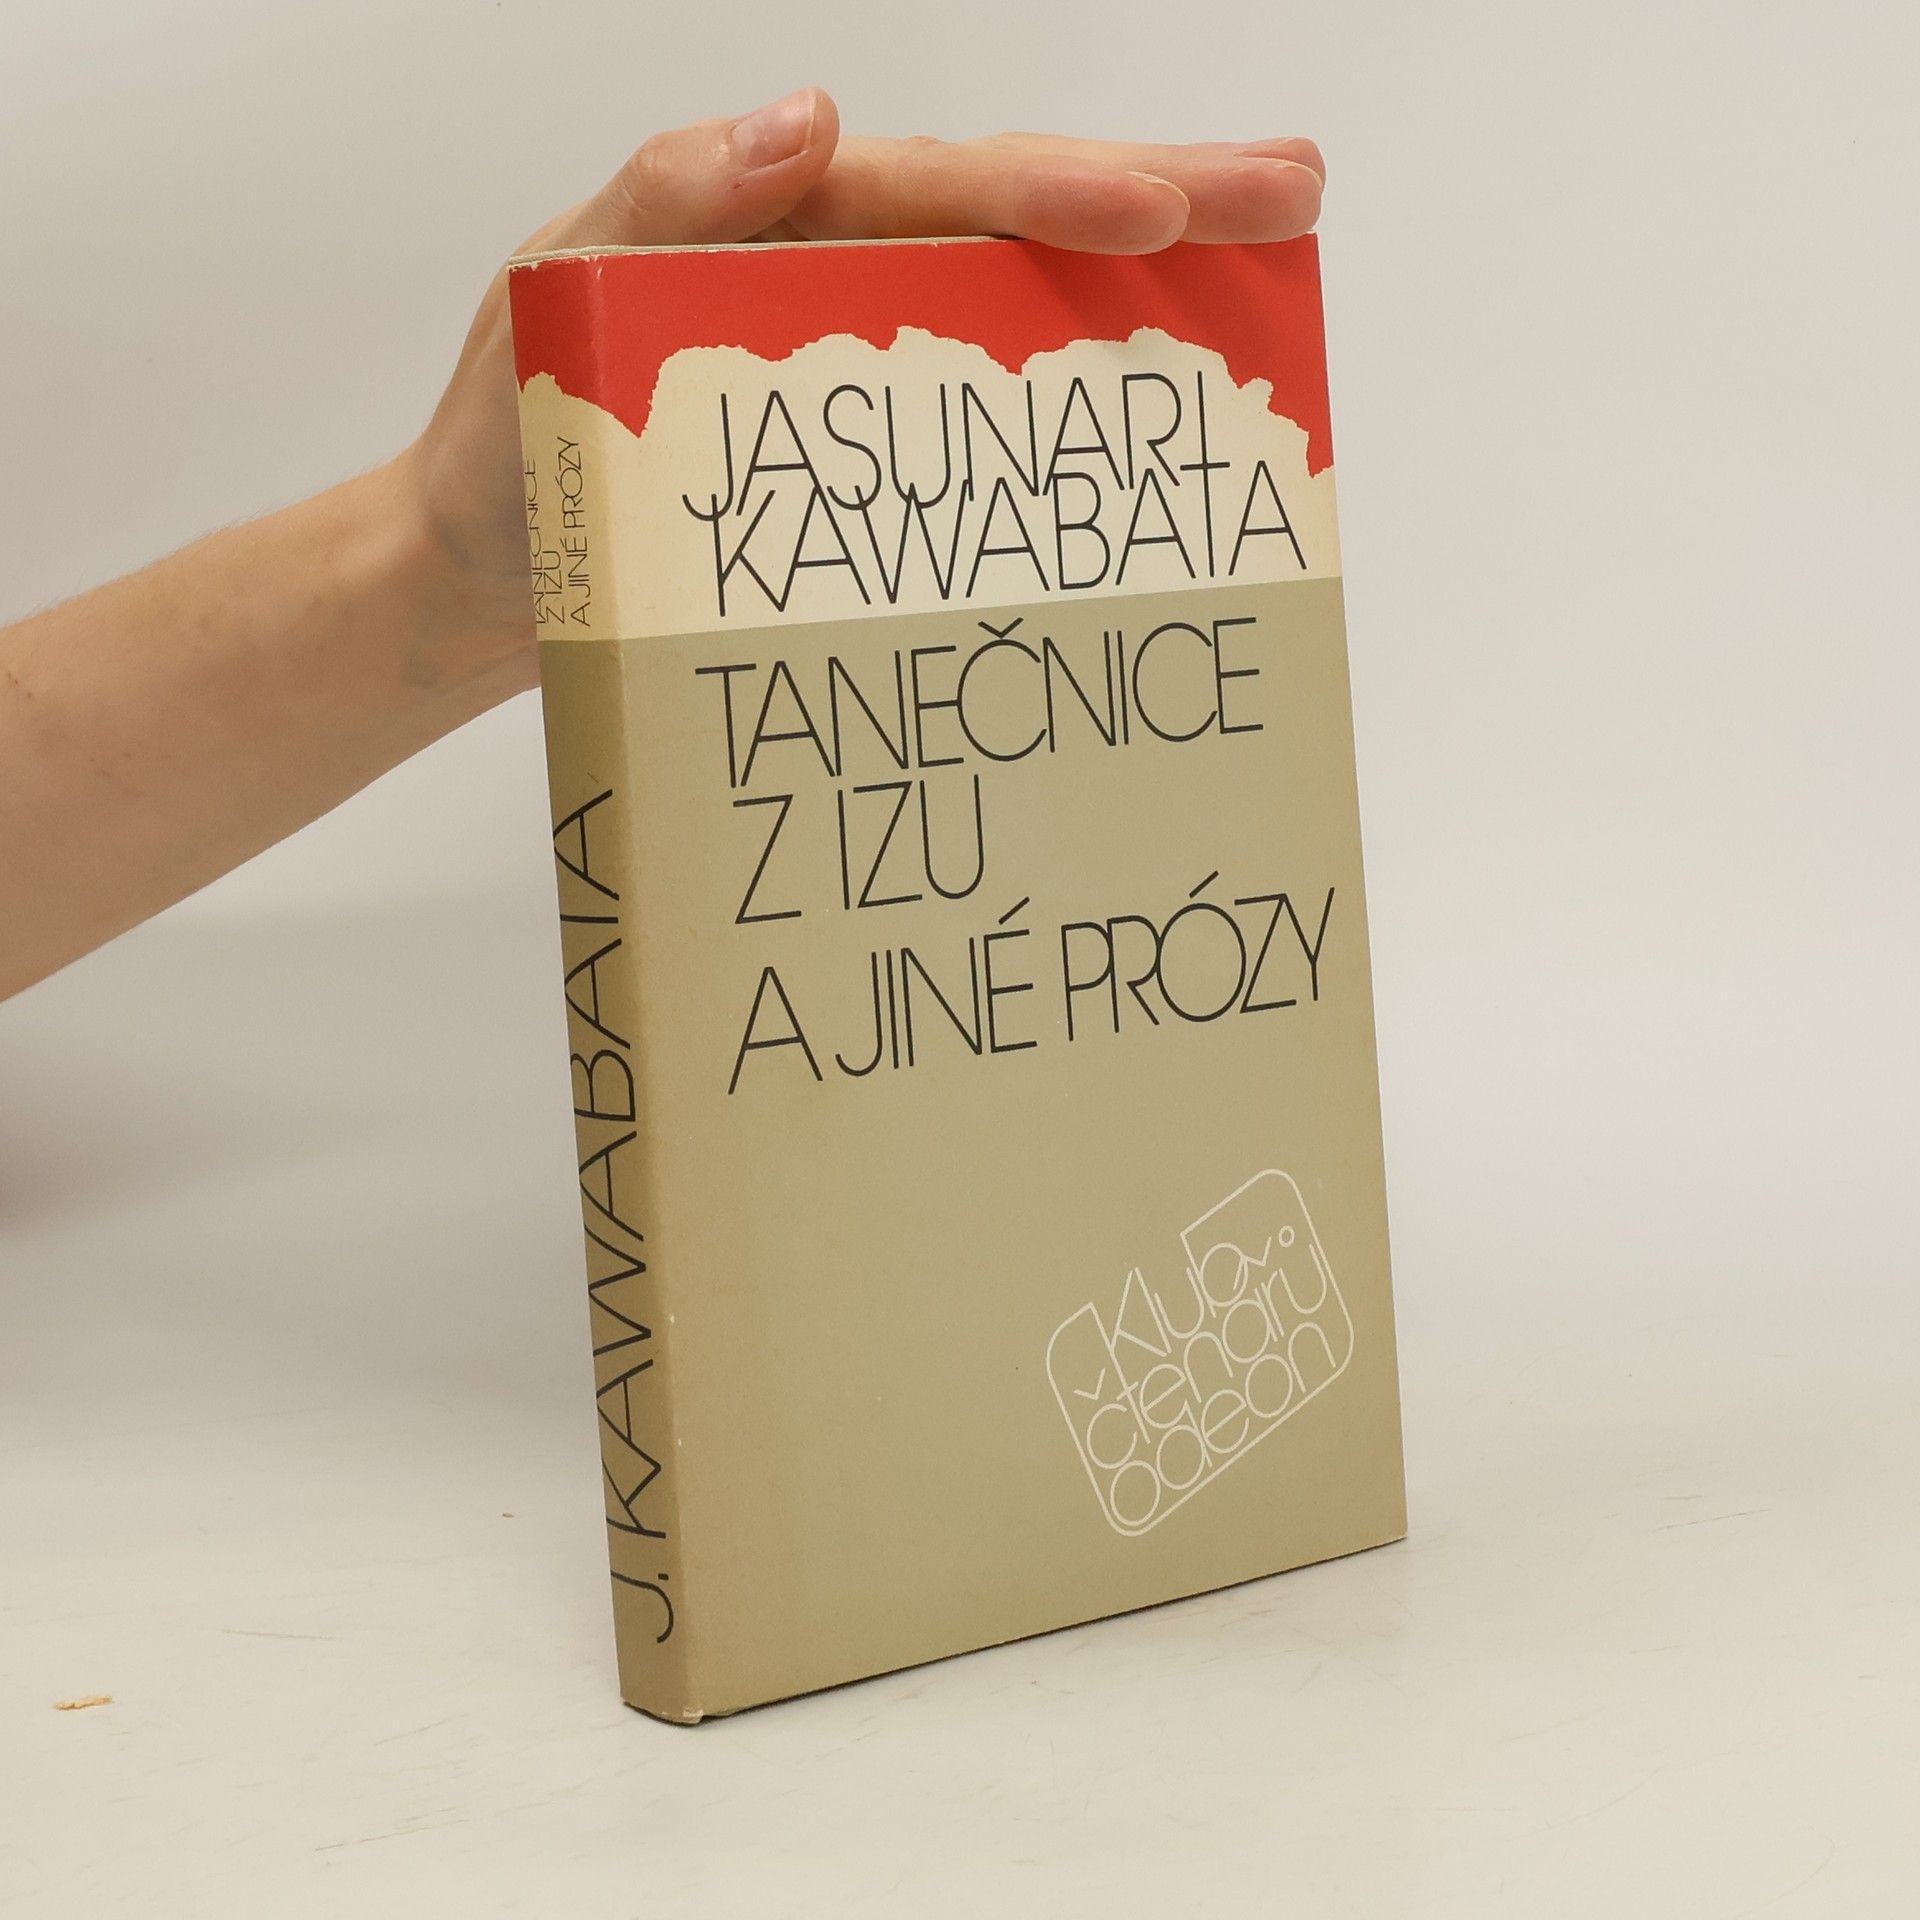 JASUNARI
KAWABATA
TANEČNICE
Z IZU
A JINÉ PRÓZY
klub
čtenářů
odeon
TANEČNICE
Z IZU
A JINÉ PRÓZY
J. KAWABATA